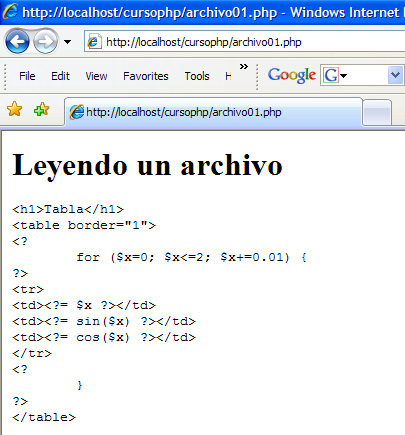 http://localhost/cursophp/archivo01.php - Windows Internet
http://localhost/cursophp/archivo01.php
File Edit View Favorites Tools H » Google G
http://localhost/cursophp/archivo01.php
Leyendo un archivo
<h1>Tabla</h1>
<table border="1">
<?
for ($x=0; $x<=2; $x+=0.01) {
?>
<tr>
<td><?= $x ?></td>
<td><?= sin($x) ?></td>
<td><?= cos($x) ?></td>
</tr>
<?
}
?>
</table>